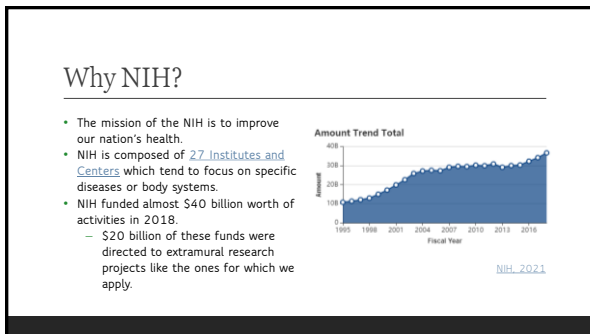 Why NIH?
• The mission of the NIH is to improve
our nation's health.
• NIH is composed of 27 Institutes and
Centers which tend to focus on specific
diseases or body systems.
• NIH funded almost $40 billion worth of
activities in 2018.
– $20 billion of these funds were
directed to extramural research
projects like the ones for which we
apply.
Amount Trend Total
Amount
40B
30B
20B
10B
0
1995 1998 2001 2004 2007 2010 2013 2016
Fiscal Year
NIH, 2021